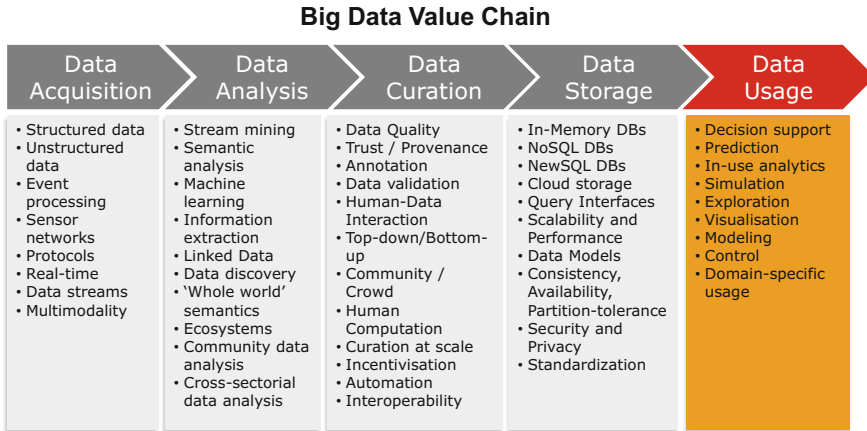 Big Data Value Chain
Data
Acquisition
• Structured data
• Unstructured
data
• Event
processing
• Sensor
networks
• Protocols
• Real-time
• Data streams
• Multimodality
Data
Analysis
• Stream mining
• Semantic
analysis
• Machine
learning
• Information
extraction
• Linked Data
• Data discovery
• ‘Whole world’
semantics
• Ecosystems
• Community data
analysis
• Cross-sectorial
data analysis
Data
Curation
• Data Quality
• Trust / Provenance
• Annotation
• Data validation
• Human-Data
Interaction
• Top-down/Bottom-
up
• Community /
Crowd
• Human
Computation
• Curation at scale
• Incentivisation
• Automation
• Interoperability
Data
Storage
• In-Memory DBs
• NoSQL DBs
• NewSQL DBs
• Cloud storage
• Query Interfaces
• Scalability and
Performance
• Data Models
• Consistency,
Availability,
Partition-tolerance
• Security and
Privacy
• Standardization
Data
Usage
• Decision support
• Prediction
• In-use analytics
• Simulation
• Exploration
• Visualisation
• Modeling
• Control
• Domain-specific
usage